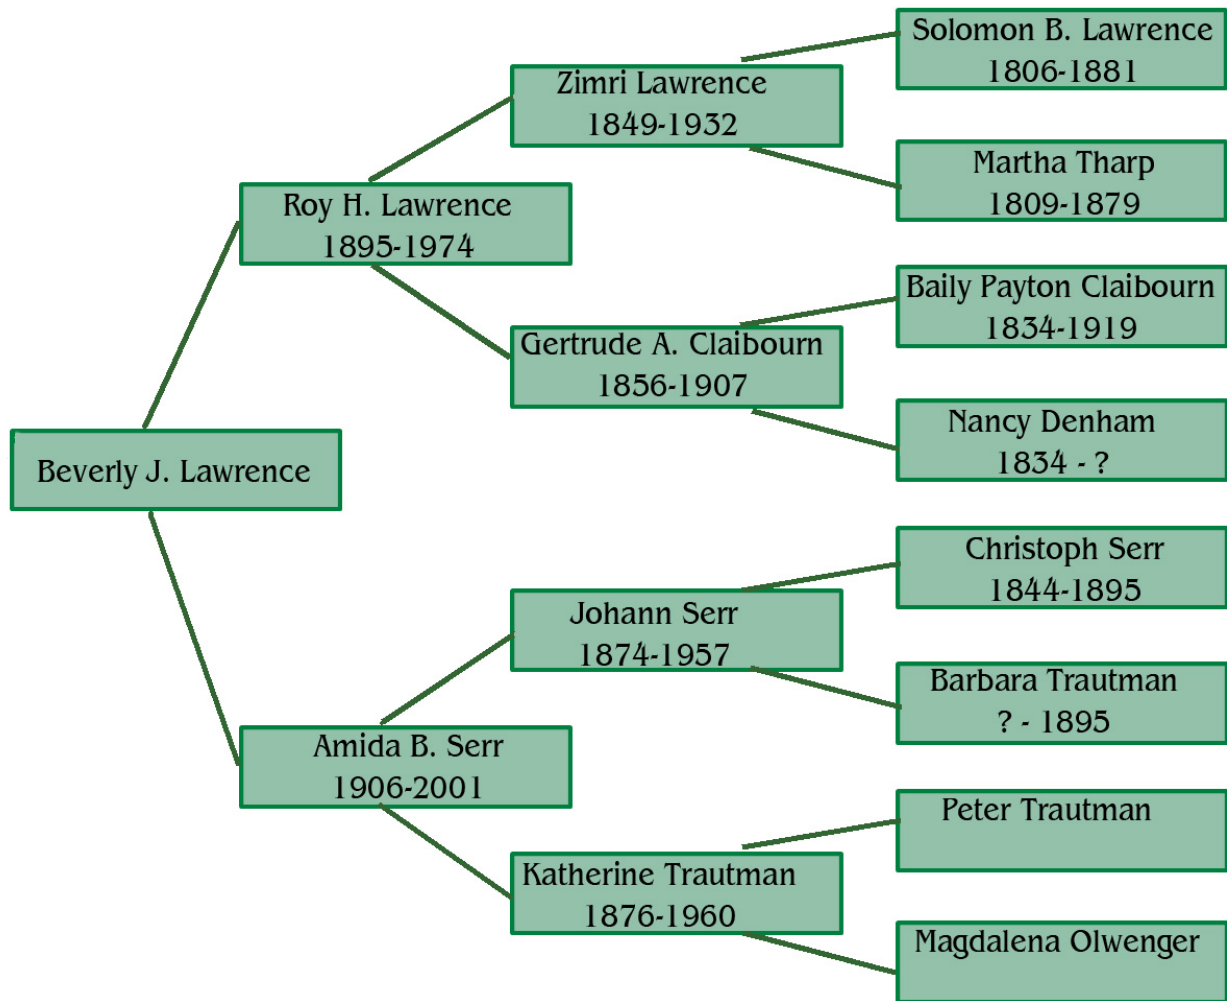 Solomon B. Lawrence
1806-1881
Zimri Lawrence
1849-1932
Martha Tharp
1809-1879
Roy H. Lawrence
1895-1974
Baily Payton Claibourn
1834-1919
Gertrude A. Claibourn
1856-1907
Nancy Denham
1834 - ?
Beverly J. Lawrence
Christoph Serr
1844-1895
Johann Serr
1874-1957
Barbara Trautman
? - 1895
Amida B. Serr
1906-2001
Peter Trautman
Katherine Trautman
1876-1960
Magdalena Olwenger